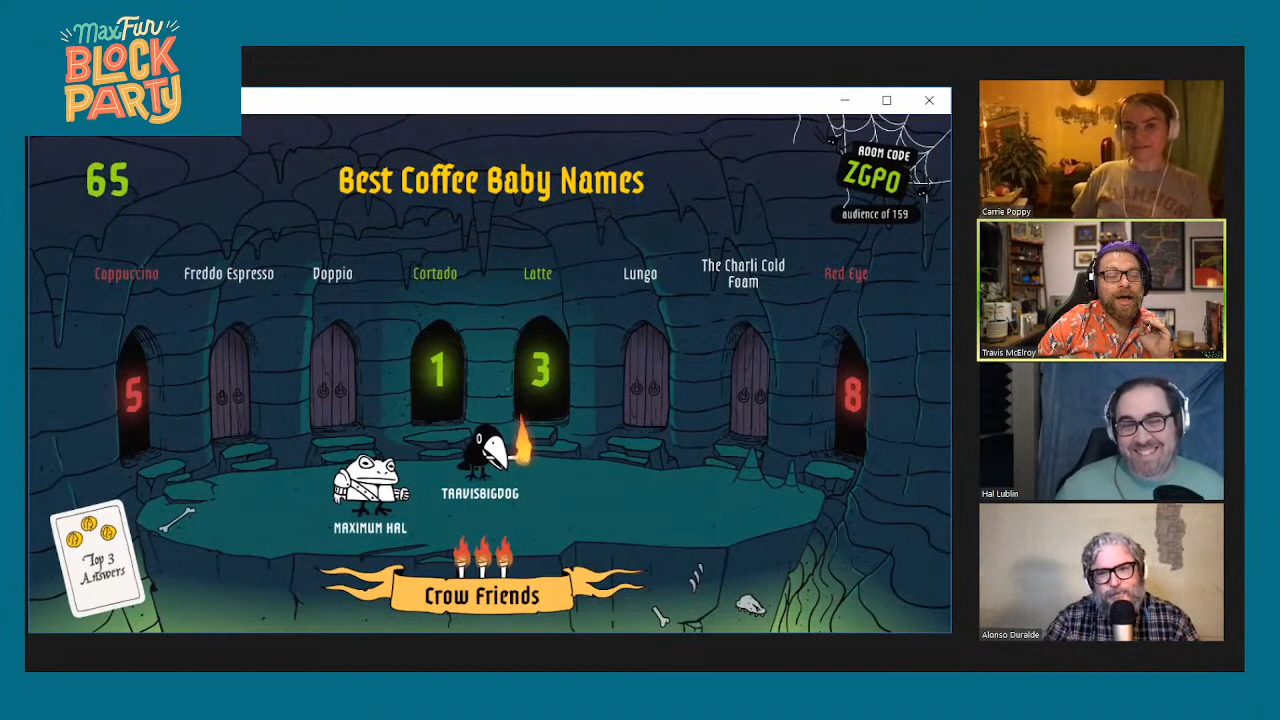 MaxFun
BLOCK
PARTY
65
Best Coffee Baby Names
ROOM CODE
ZGPO
audience of 159
Cappuccino
Freddo Espresso
Doppio
Cortado
Latte
Lungo
The Charli Cold
Foam
Red Eye
5
1
3
8
TRAVISBIGDOG
MAXIMUM HAL
Top 3
Answers
Crow Friends
Carrie Poppy
Travis McElroy
Hal Lublin
Alonso Duralde